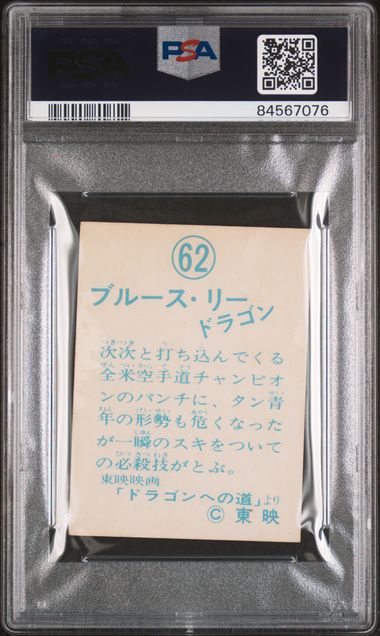 PSA
PSA
84567076
62
ブルース・リー
ドラゴン
次次と打ち込んでくる
全米空手道チャンピオ
ンのパンチに、タン青
年の形勢も危くなった
が一瞬のスキをついて
の必殺技がとぶ。
東映映画
「ドラゴンへの道」より
© 東映